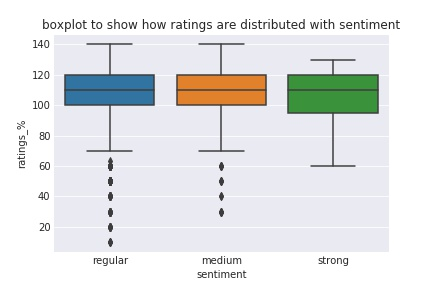 boxplot to show how ratings are distributed with sentiment
140
120
100
80
60
40
20
ratings_%
regular medium strong
sentiment